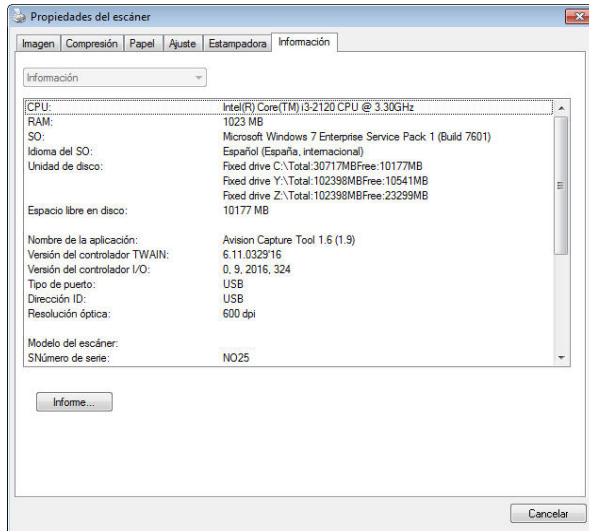 Propiedades del escáner
Imagen Compresión Papel Ajuste Estampadora Información
Información
CPU: Intel(R) Core(TM) i3-2120 CPU @ 3.30GHz
RAM: 1023 MB
SO: Microsoft Windows 7 Enterprise Service Pack 1 (Build 7601)
Idioma del SO: Español (España, internacional)
Unidad de disco: Fixed drive C:\Total:30717MBFree:10177MB
Fixed drive Y:\Total:102398MBFree:10541MB
Fixed drive Z:\Total:102398MBFree:23299MB
Espacio libre en disco: 10177 MB
Nombre de la aplicación: Avision Capture Tool 1.6 (1.9)
Versión del controlador TWAIN: 6.11.0329'16
Versión del controlador I/O: 0, 9, 2016, 324
Tipo de puerto: USB
Dirección ID: USB
Resolución óptica: 600 dpi
Modelo del escáner:
SNúmero de serie: NO25
Informe...
Cancelar